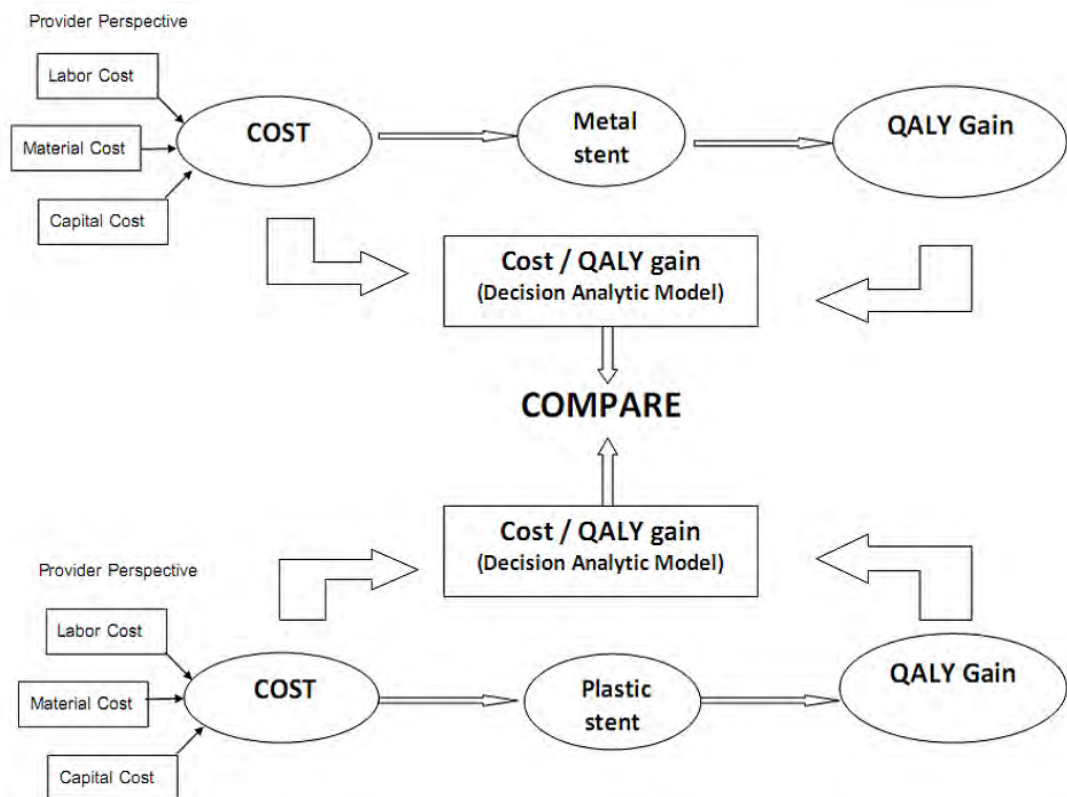 Provider Perspective
Labor Cost
Material Cost
Capital Cost
COST
Metal
stent
QALY Gain
Cost / QALY gain
(Decision Analytic Model)
COMPARE
Cost / QALY gain
(Decision Analytic Model)
Provider Perspective
Labor Cost
Material Cost
Capital Cost
COST
Plastic
stent
QALY Gain